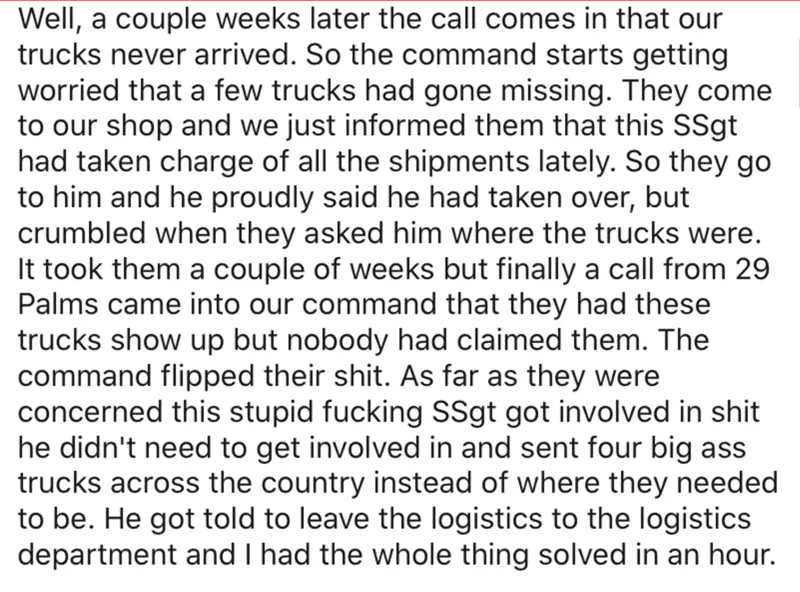 Well, a couple weeks later the call comes in that our
trucks never arrived. So the command starts getting
worried that a few trucks had gone missing. They come
to our shop and we just informed them that this SSgt
had taken charge of all the shipments lately. So they go
to him and he proudly said he had taken over, but
crumbled when they asked him where the trucks were.
It took them a couple of weeks but finally a call from 29
Palms came into our command that they had these
trucks show up but nobody had claimed them. The
command flipped their shit. As far as they were
concerned this stupid fucking SSgt got involved in shit
he didn't need to get involved in and sent four big ass
trucks across the country instead of where they needed
to be. He got told to leave the logistics to the logistics
department and I had the whole thing solved in an hour.